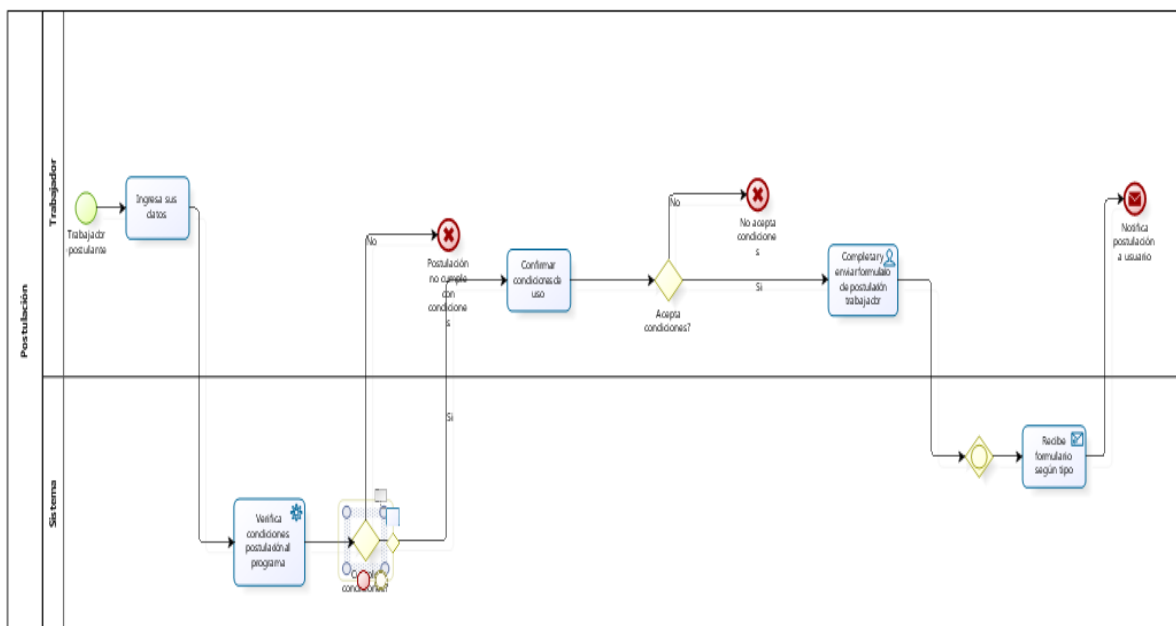 Postulación
Trabajador
Sistema
Trabajador
postulante
Ingresa sus
datos
Verifica
condiciones
postulación al
programa
condiciones?
No
Postulación
no cumple
con
condicione
s
Si
Confirmar
condiciones de
uso
Acepta
condiciones?
No
No acepta
condicione
s
Si
Completar y
enviar formulario
de postulación
trabajador
Recibe
formulario
según tipo
Notifica
postulación
a usuario